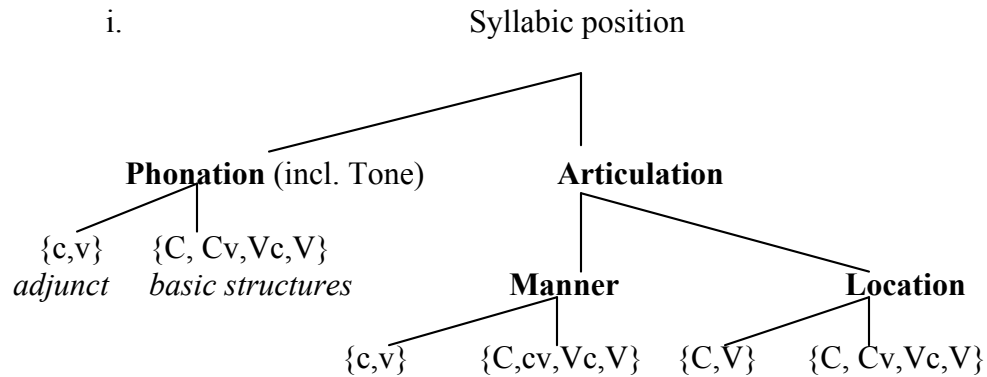 i. Syllabic position
Phonation (incl. Tone) Articulation
{c,v} {C, Cv,Vc,V}
adjunct basic structures
Manner Location
{c,v} {C,cv,Vc,V} {C,V} {C, Cv,Vc,V}